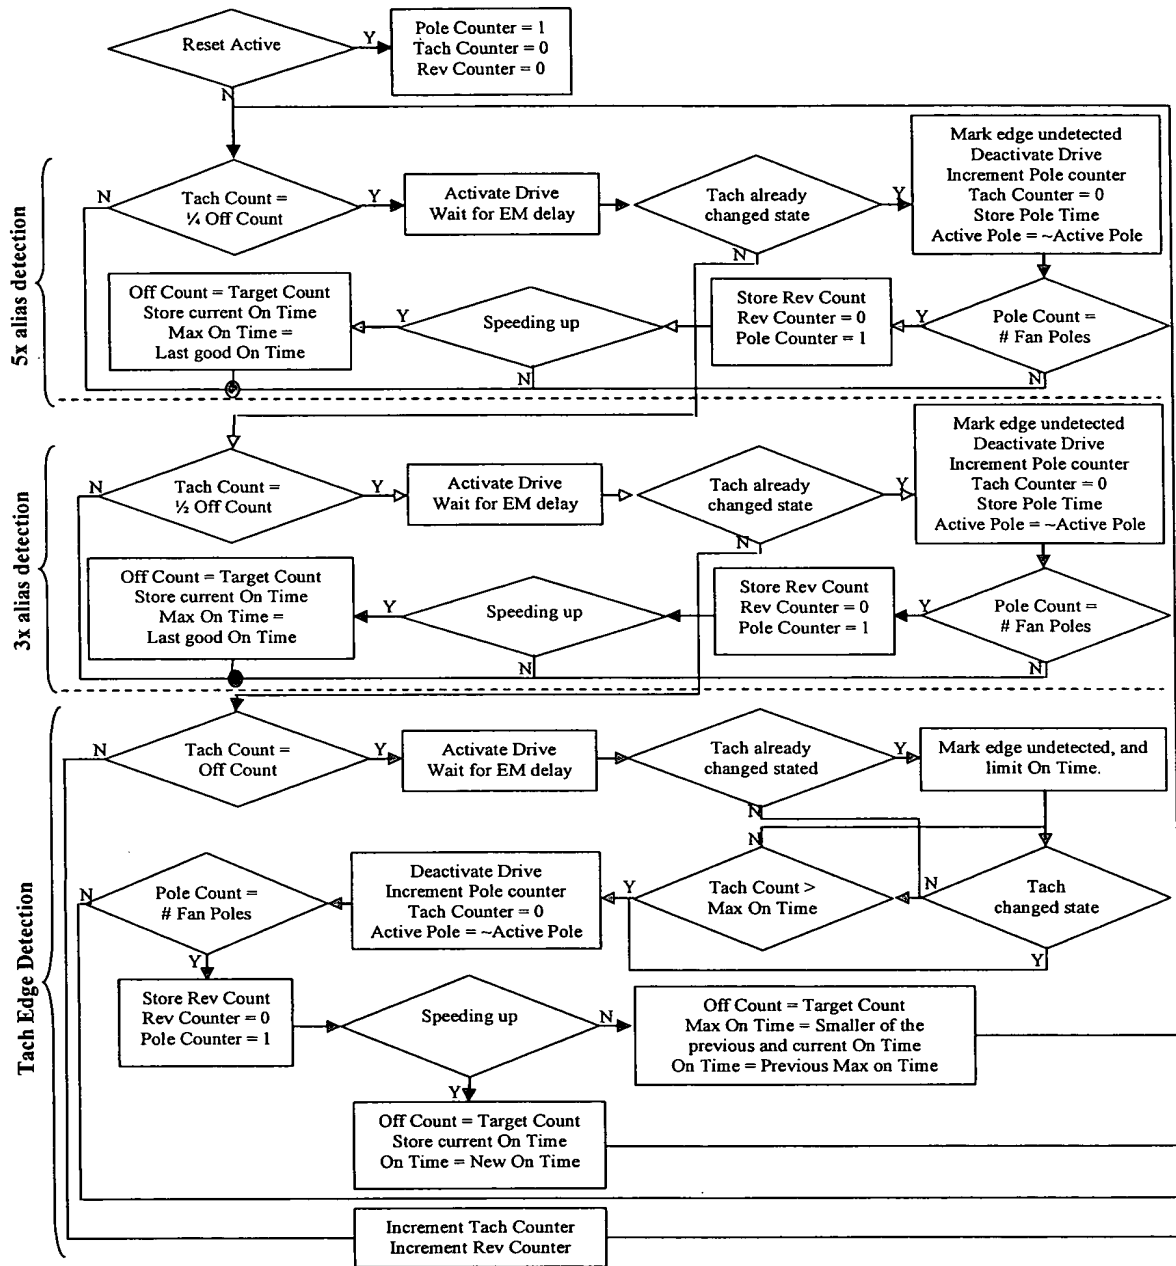 Reset Active
Y
Pole Counter = 1
Tach Counter = 0
Rev Counter = 0
N
5x alias detection
N
Tach Count =
¼ Off Count
Y
Activate Drive
Wait for EM delay
Tach already
changed state
Y
Mark edge undetected
Deactivate Drive
Increment Pole counter
Tach Counter = 0
Store Pole Time
Active Pole = ~Active Pole
N
Off Count = Target Count
Store current On Time
Max On Time =
Last good On Time
Y
Speeding up
N
Store Rev Count
Rev Counter = 0
Pole Counter = 1
Y
Pole Count =
# Fan Poles
N
3x alias detection
N
Tach Count =
½ Off Count
Y
Activate Drive
Wait for EM delay
Tach already
changed state
Y
Mark edge undetected
Deactivate Drive
Increment Pole counter
Tach Counter = 0
Store Pole Time
Active Pole = ~Active Pole
N
Off Count = Target Count
Store current On Time
Max On Time =
Last good On Time
Y
Speeding up
N
Store Rev Count
Rev Counter = 0
Pole Counter = 1
Y
Pole Count =
# Fan Poles
N
Tach Edge Detection
N
Tach Count =
Off Count
Y
Activate Drive
Wait for EM delay
Tach already
changed stated
Y
Mark edge undetected, and
limit On Time.
N
N
Pole Count =
# Fan Poles
N
Y
Deactivate Drive
Increment Pole counter
Tach Counter = 0
Active Pole = ~Active Pole
Y
Tach Count >
Max On Time
N
Tach
changed state
Y
Store Rev Count
Rev Counter = 0
Pole Counter = 1
Speeding up
N
Y
Off Count = Target Count
Max On Time = Smaller of the
previous and current On Time
On Time = Previous Max on Time
Off Count = Target Count
Store current On Time
On Time = New On Time
Increment Tach Counter
Increment Rev Counter